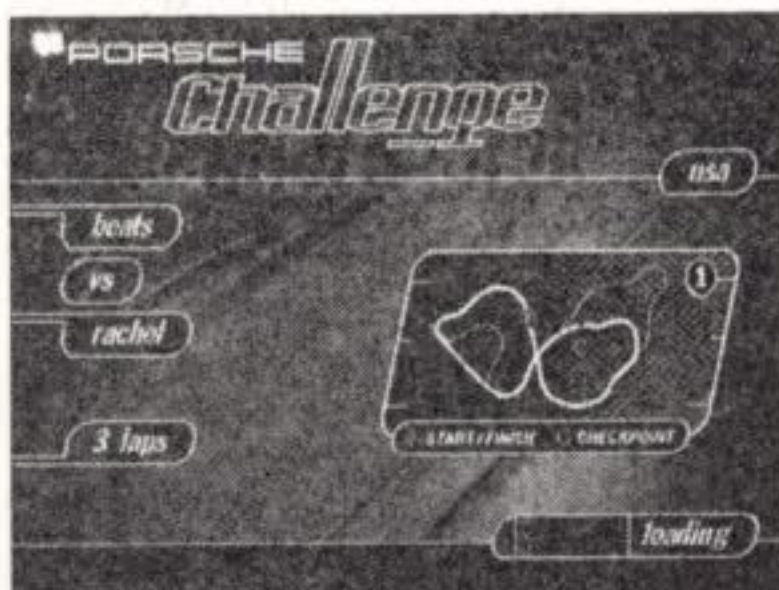 PORSCHE
Challenge
usa
beats
vs
rachel
1
3 laps
START/FINISH CHECKPOINT
loading